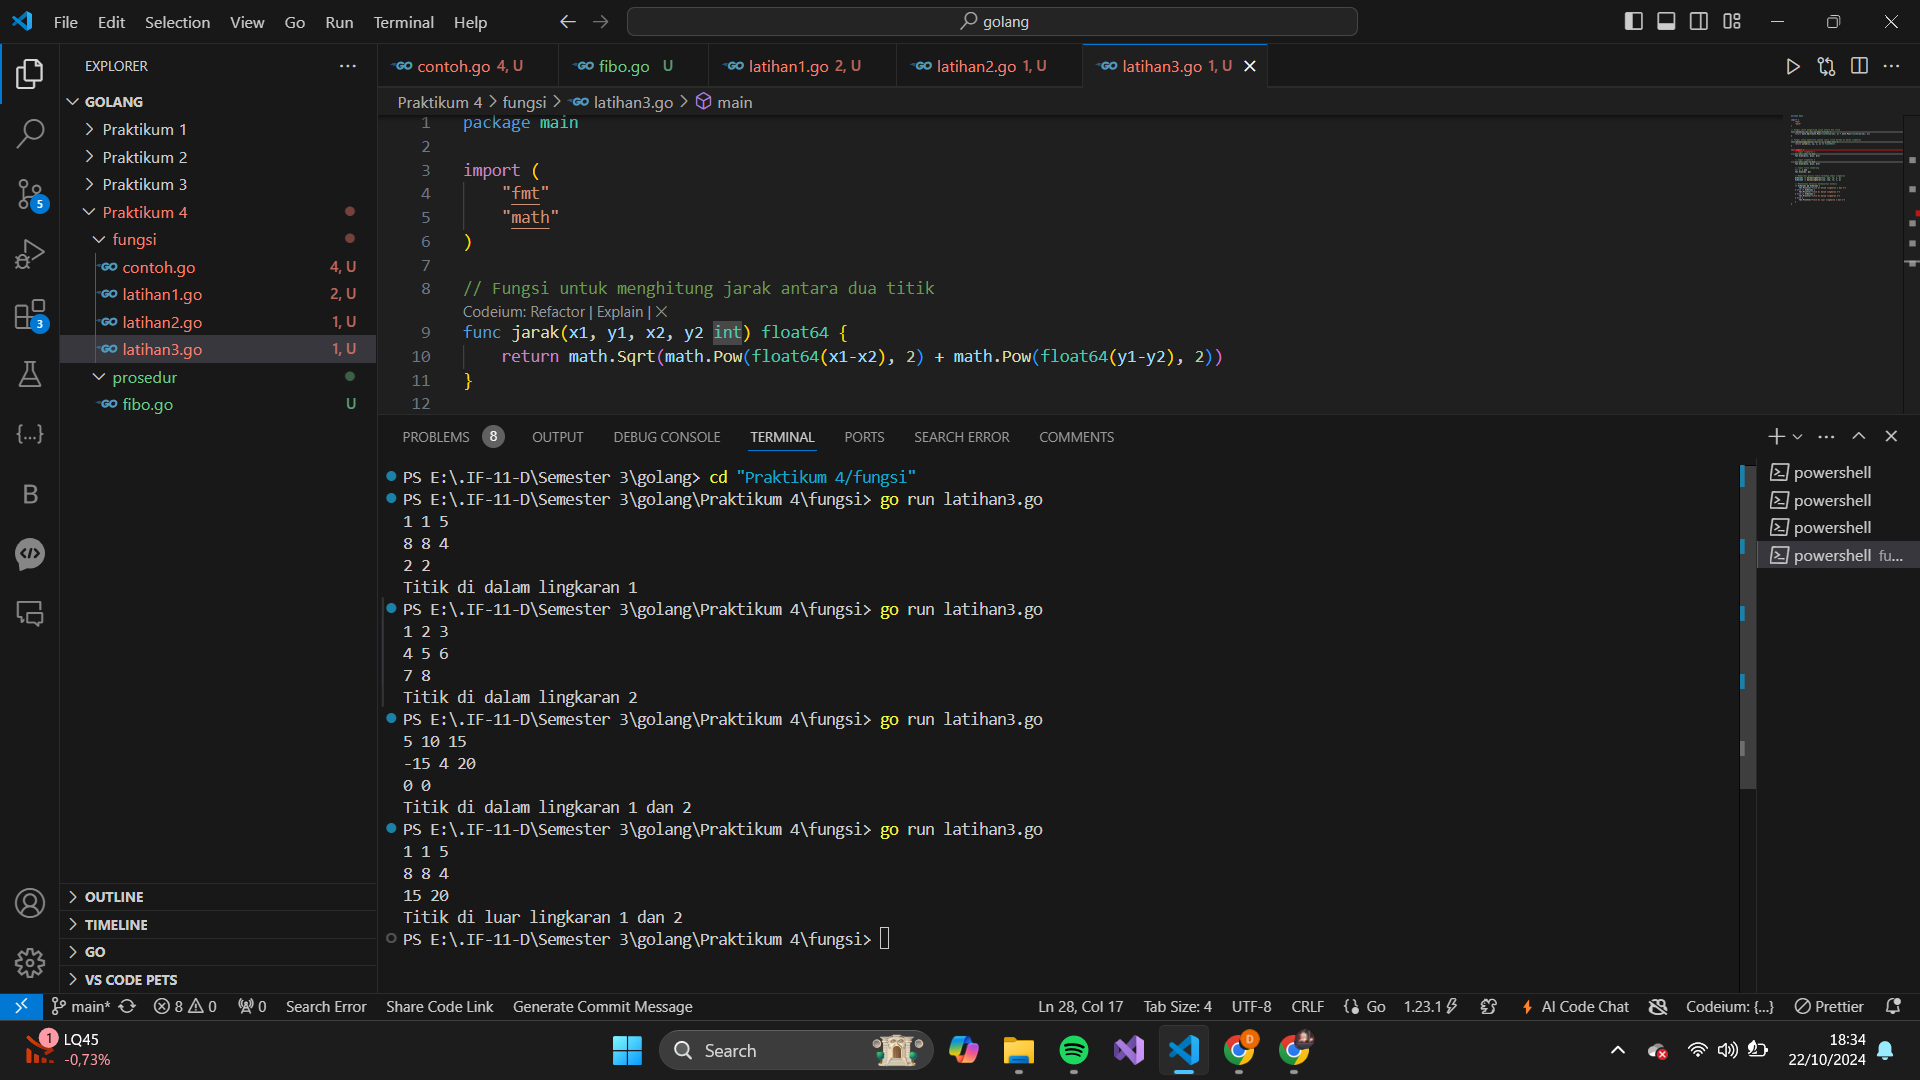 File Edit Selection View Go Run Terminal Help
golang
EXPLORER
GOLANG
Praktikum 1
Praktikum 2
Praktikum 3
Praktikum 4
fungsi
contoh.go 4, U
latihan1.go 2, U
latihan2.go 1, U
latihan3.go 1, U
prosedur
fibo.go U
OUTLINE
TIMELINE
GO
VS CODE PETS
5
3
contoh.go 4, U
fibo.go U
latihan1.go 2, U
latihan2.go 1, U
latihan3.go 1, U
Praktikum 4 > fungsi > latihan3.go > main
1 package main
2
3 import (
4 "fmt"
5 "math"
6 )
7
8 // Fungsi untuk menghitung jarak antara dua titik
Codeium: Refactor | Explain | X
9 func jarak(x1, y1, x2, y2 int) float64 {
10 return math.Sqrt(math.Pow(float64(x1-x2), 2) + math.Pow(float64(y1-y2), 2))
11 }
12
PROBLEMS 8 OUTPUT DEBUG CONSOLE TERMINAL PORTS SEARCH ERROR COMMENTS
PS E:\.IF-11-D\Semester 3\golang> cd "Praktikum 4/fungsi"
PS E:\.IF-11-D\Semester 3\golang\Praktikum 4\fungsi> go run latihan3.go
1 1 5
8 8 4
2 2
Titik di dalam lingkaran 1
PS E:\.IF-11-D\Semester 3\golang\Praktikum 4\fungsi> go run latihan3.go
1 2 3
4 5 6
7 8
Titik di dalam lingkaran 2
PS E:\.IF-11-D\Semester 3\golang\Praktikum 4\fungsi> go run latihan3.go
5 10 15
-15 4 20
0 0
Titik di dalam lingkaran 1 dan 2
PS E:\.IF-11-D\Semester 3\golang\Praktikum 4\fungsi> go run latihan3.go
1 1 5
8 8 4
15 20
Titik di luar lingkaran 1 dan 2
PS E:\.IF-11-D\Semester 3\golang\Praktikum 4\fungsi>
powershell
powershell
powershell
powershell fu...
main* 8 0 0 Search Error Share Code Link Generate Commit Message Ln 28, Col 17 Tab Size: 4 UTF-8 CRLF Go 1.23.1 AI Code Chat Codeium: {...} Prettier
1 LQ45
-0,73%
Search
D
18:34
22/10/2024